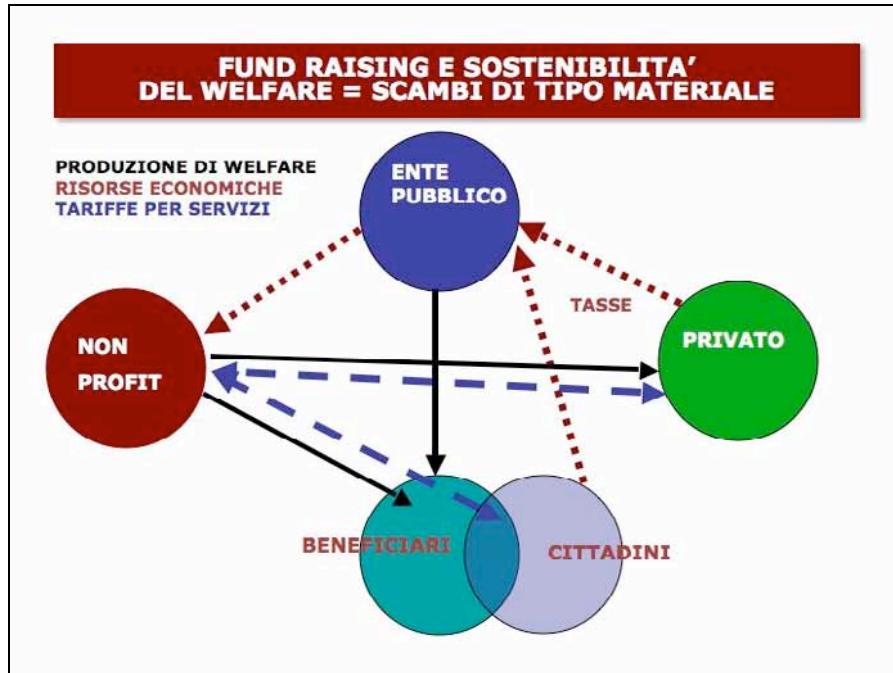 FUND RAISING E SOSTENIBILITA'
DEL WELFARE = SCAMBI DI TIPO MATERIALE
PRODUZIONE DI WELFARE
RISORSE ECONOMICHE
TARIFFE PER SERVIZI
ENTE
PUBBLICO
TASSE
NON
PROFIT
PRIVATO
BENEFICIARI
CITTADINI